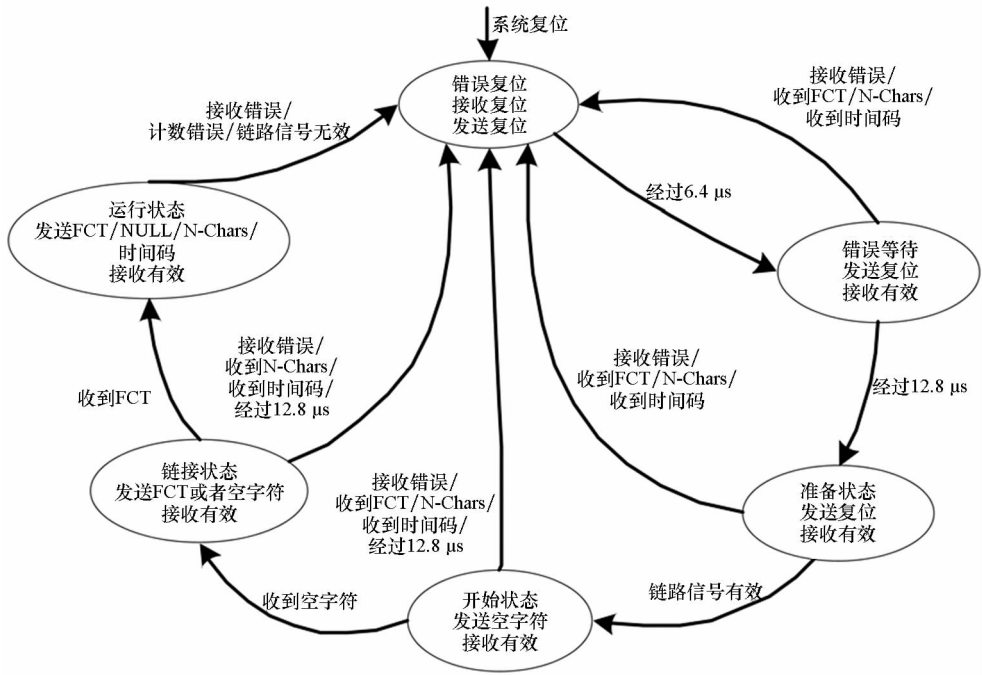 系统复位
错误复位
接收复位
发送复位
接收错误/
收到FCT/N-Chars/
收到时间码
接收错误/
计数错误/链路信号无效
经过6.4 μs
运行状态
发送FCT/NULL/N-Chars/
时间码
接收有效
错误等待
发送复位
接收有效
接收错误/
收到N-Chars/
收到时间码/
经过12.8 μs
接收错误/
收到FCT/N-Chars/
收到时间码
收到FCT
经过12.8 μs
链接状态
发送FCT或者空字符
接收有效
接收错误/
收到FCT/N-Chars/
收到时间码/
经过12.8 μs
准备状态
发送复位
接收有效
收到空字符
开始状态
发送空字符
接收有效
链路信号有效